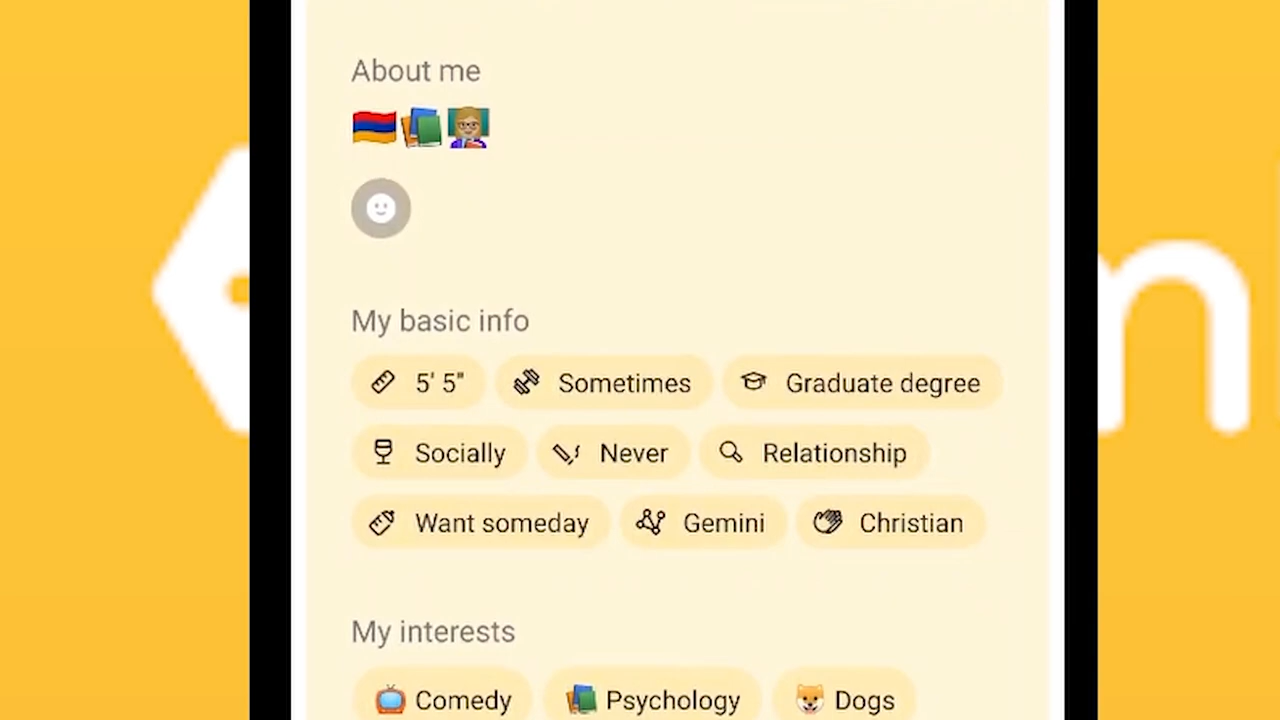 About me
🇦🇲📚👩🏼‍🏫
My basic info
5' 5" Sometimes Graduate degree
Socially Never Relationship
Want someday Gemini Christian
My interests
Comedy Psychology Dogs
n